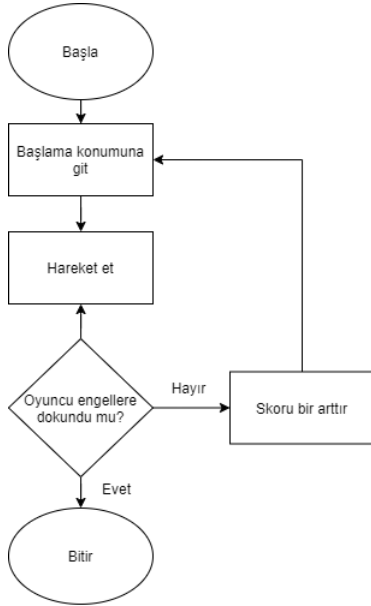 Başla
Başlama konumuna
git
Hareket et
Oyuncu engellere
dokundu mu?
Hayır
Skoru bir arttır
Evet
Bitir